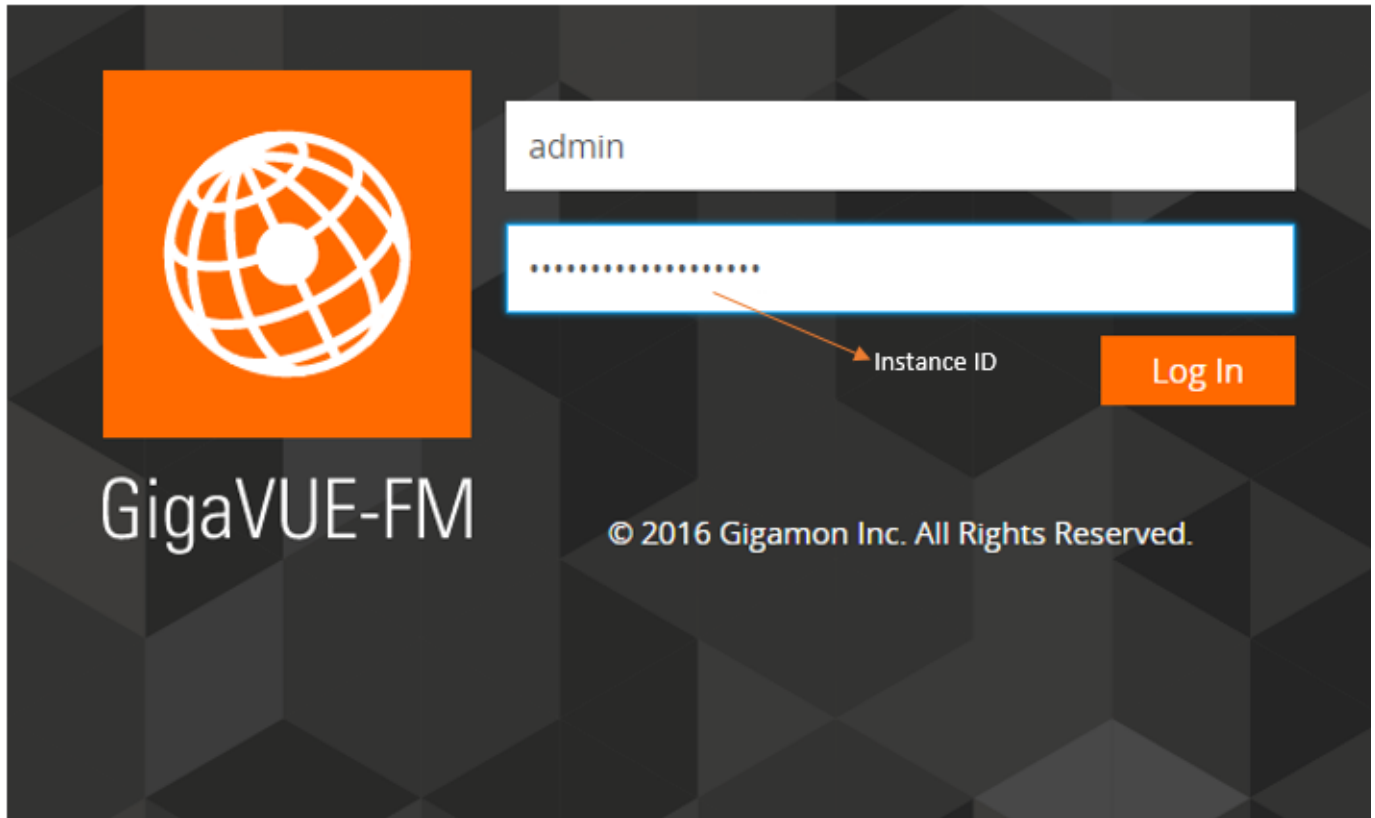 admin
•••••••••••••••••••
Instance ID
Log In
GigaVUE-FM
© 2016 Gigamon Inc. All Rights Reserved.